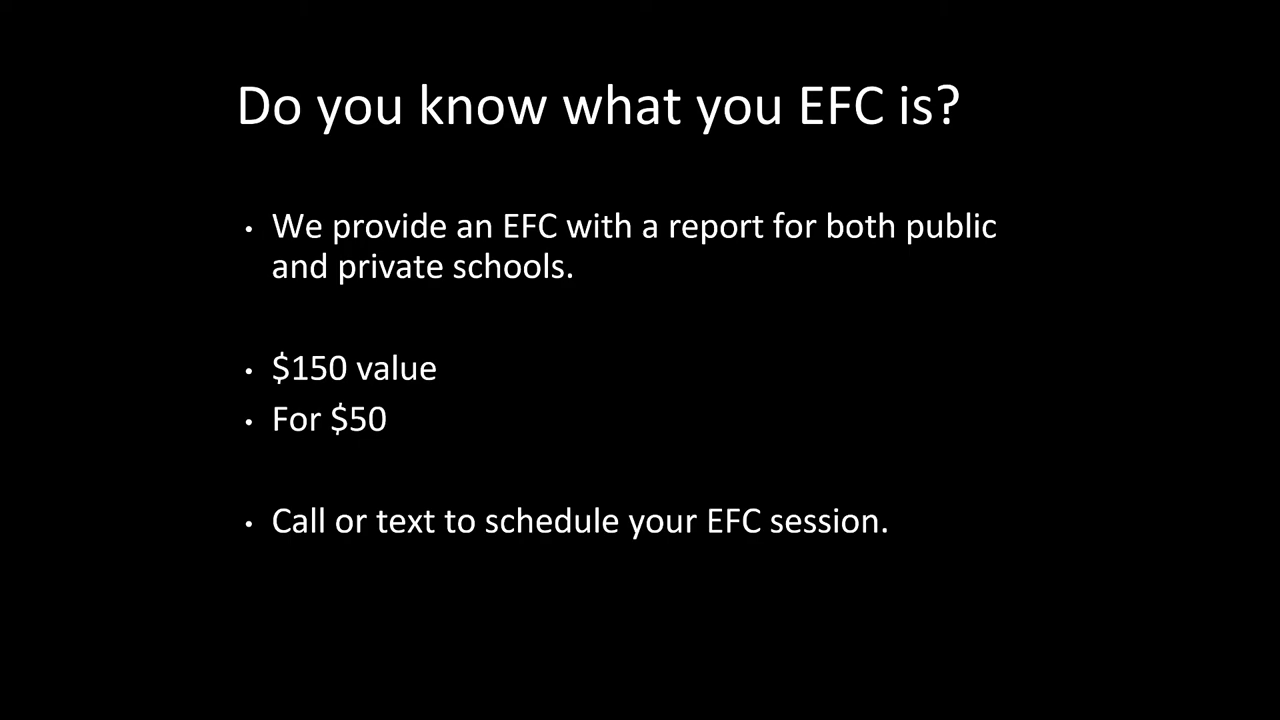 Do you know what you EFC is?
• We provide an EFC with a report for both public
and private schools.
• $150 value
• For $50
• Call or text to schedule your EFC session.